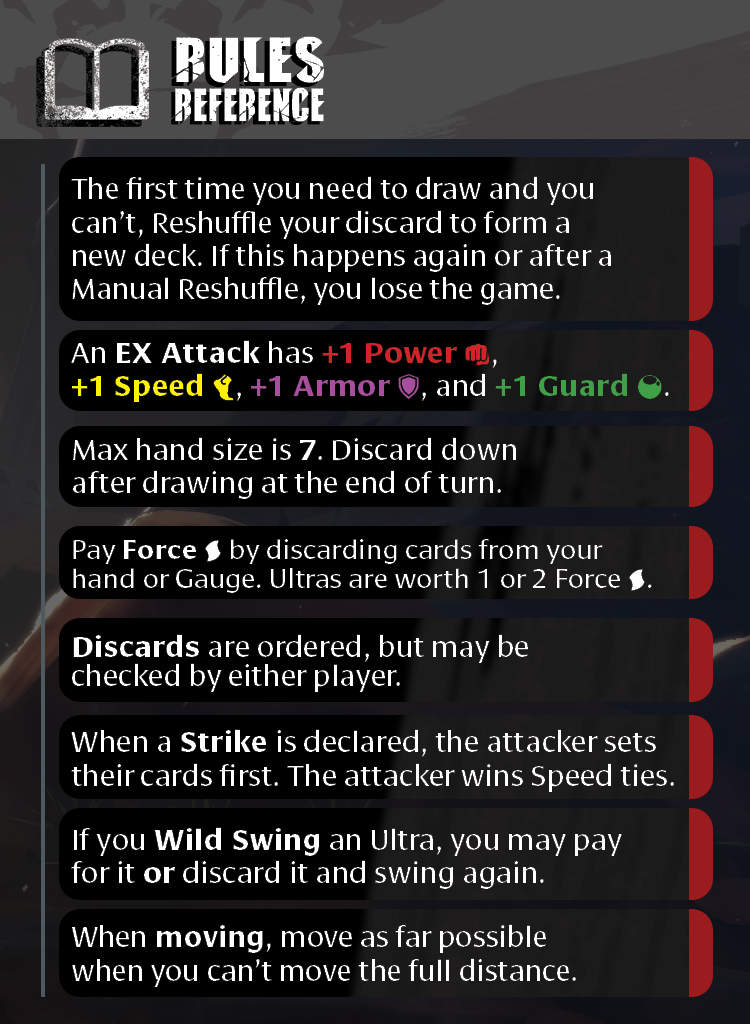 RULES
REFERENCE
The first time you need to draw and you
can't, Reshuffle your discard to form a
new deck. If this happens again or after a
Manual Reshuffle, you lose the game.
An EX Attack has +1 Power ,
+1 Speed , +1 Armor , and +1 Guard .
Max hand size is 7. Discard down
after drawing at the end of turn.
Pay Force by discarding cards from your
hand or Gauge. Ultras are worth 1 or 2 Force .
Discards are ordered, but may be
checked by either player.
When a Strike is declared, the attacker sets
their cards first. The attacker wins Speed ties.
If you Wild Swing an Ultra, you may pay
for it or discard it and swing again.
When moving, move as far possible
when you can't move the full distance.